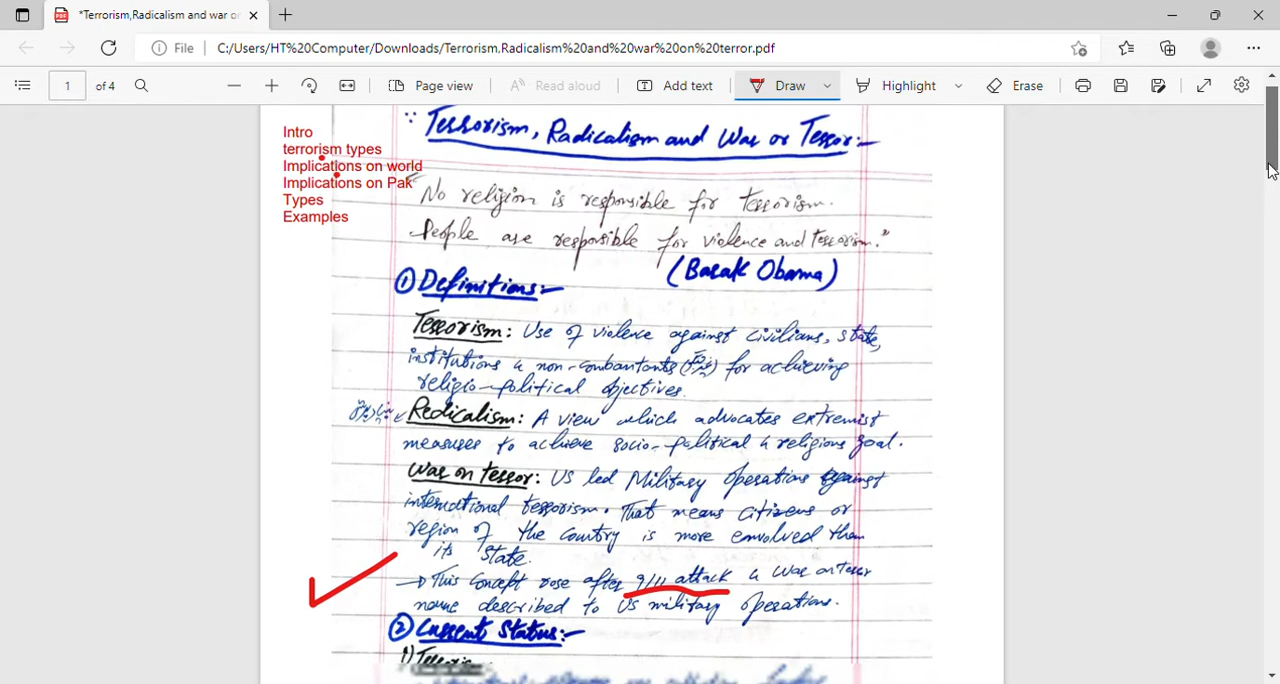 *Terrorism,Radicalism and war o
File C:/Users/HT%20Computer/Downloads/Terrorism,Radicalism%20and%20war%20on%20terror.pdf
1 of 4 Page view Read aloud Add text Draw Highlight Erase
Intro
terrorism types
Implications on world
Implications on Pak
Types
Examples
Terrorism, Radicalism and War or Terror:-
No religion is responsible for terrorism.
People are responsible for violence and terrorism."
(Barak Obama)
① Definitions:-
Terrorism: Use of violence against civilians, state,
institutions & non-combantants ( ) for achieving
religio-political objectives.
Redicalism: A view which advocates extremist
measures to achieve socio-political & religious goal.
War on terror: US led Military Operations against
international terrorism. That means citizens or
region of the country is more envolved than
its state.
→ This concept rose after 9/11 attack & war on terror
name described to US military operations.
② Current Status:-
1) Terrorism